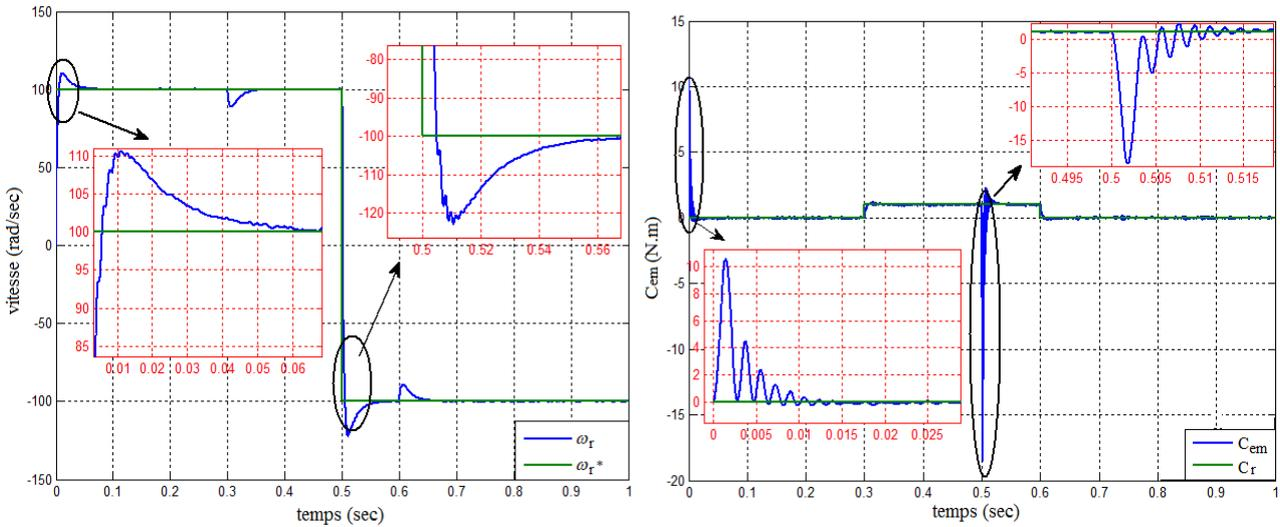 150
100
50
0
-50
-100
-150
0 0.1 0.2 0.3 0.4 0.5 0.6 0.7 0.8 0.9 1
vitesse (rad/sec)
temps (sec)
110
105
100
95
90
85
0.01 0.02 0.03 0.04 0.05 0.06
-80
-90
-100
-110
-120
0.5 0.52 0.54 0.56
ωr
ωr*
15
10
5
0
-5
-10
-15
-20
0 0.1 0.2 0.3 0.4 0.5 0.6 0.7 0.8 0.9 1
Cem (N.m)
temps (sec)
0
-5
-10
-15
0.495 0.5 0.505 0.51 0.515
10
8
6
4
2
0
0 0.005 0.01 0.015 0.02 0.025
Cem
Cr